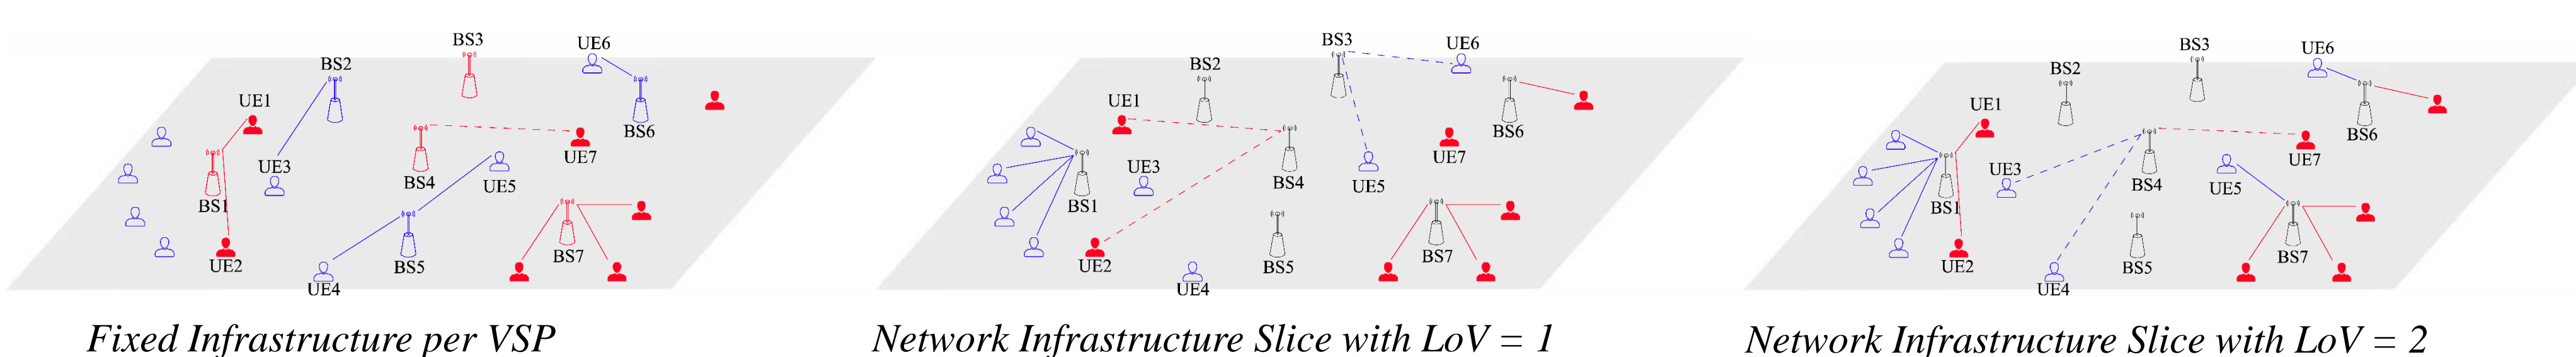 BS3
UE6
BS2
UE1
BS6
UE7
UE3
BS4
UE5
BS1
UE2
BS5
BS7
UE4
Fixed Infrastructure per VSP
BS3
UE6
BS2
UE1
BS6
UE7
UE3
BS4
UE5
BS1
UE2
BS5
BS7
UE4
Network Infrastructure Slice with LoV = 1
BS3
UE6
BS2
UE1
BS6
UE7
UE3
BS4
UE5
BS1
UE2
BS5
BS7
UE4
Network Infrastructure Slice with LoV = 2